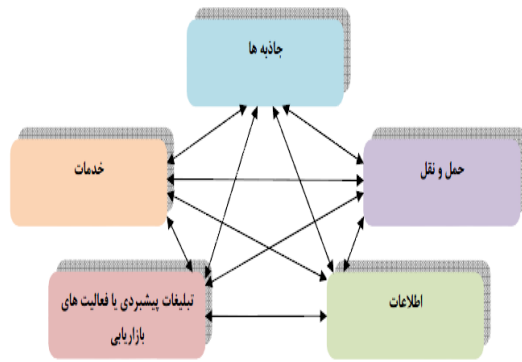 جاذبه ها
حمل و نقل
خدمات
اطلاعات
تبلیغات پیشبردی یا فعالیت های
بازاریابی